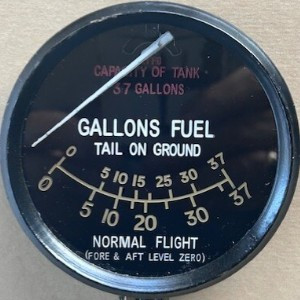 CAPACITY OF TANK
37 GALLONS
GALLONS FUEL
TAIL ON GROUND
0 5 10 15 25 30 37
0 5 10 20 30 37
NORMAL FLIGHT
(FORE & AFT LEVEL ZERO)